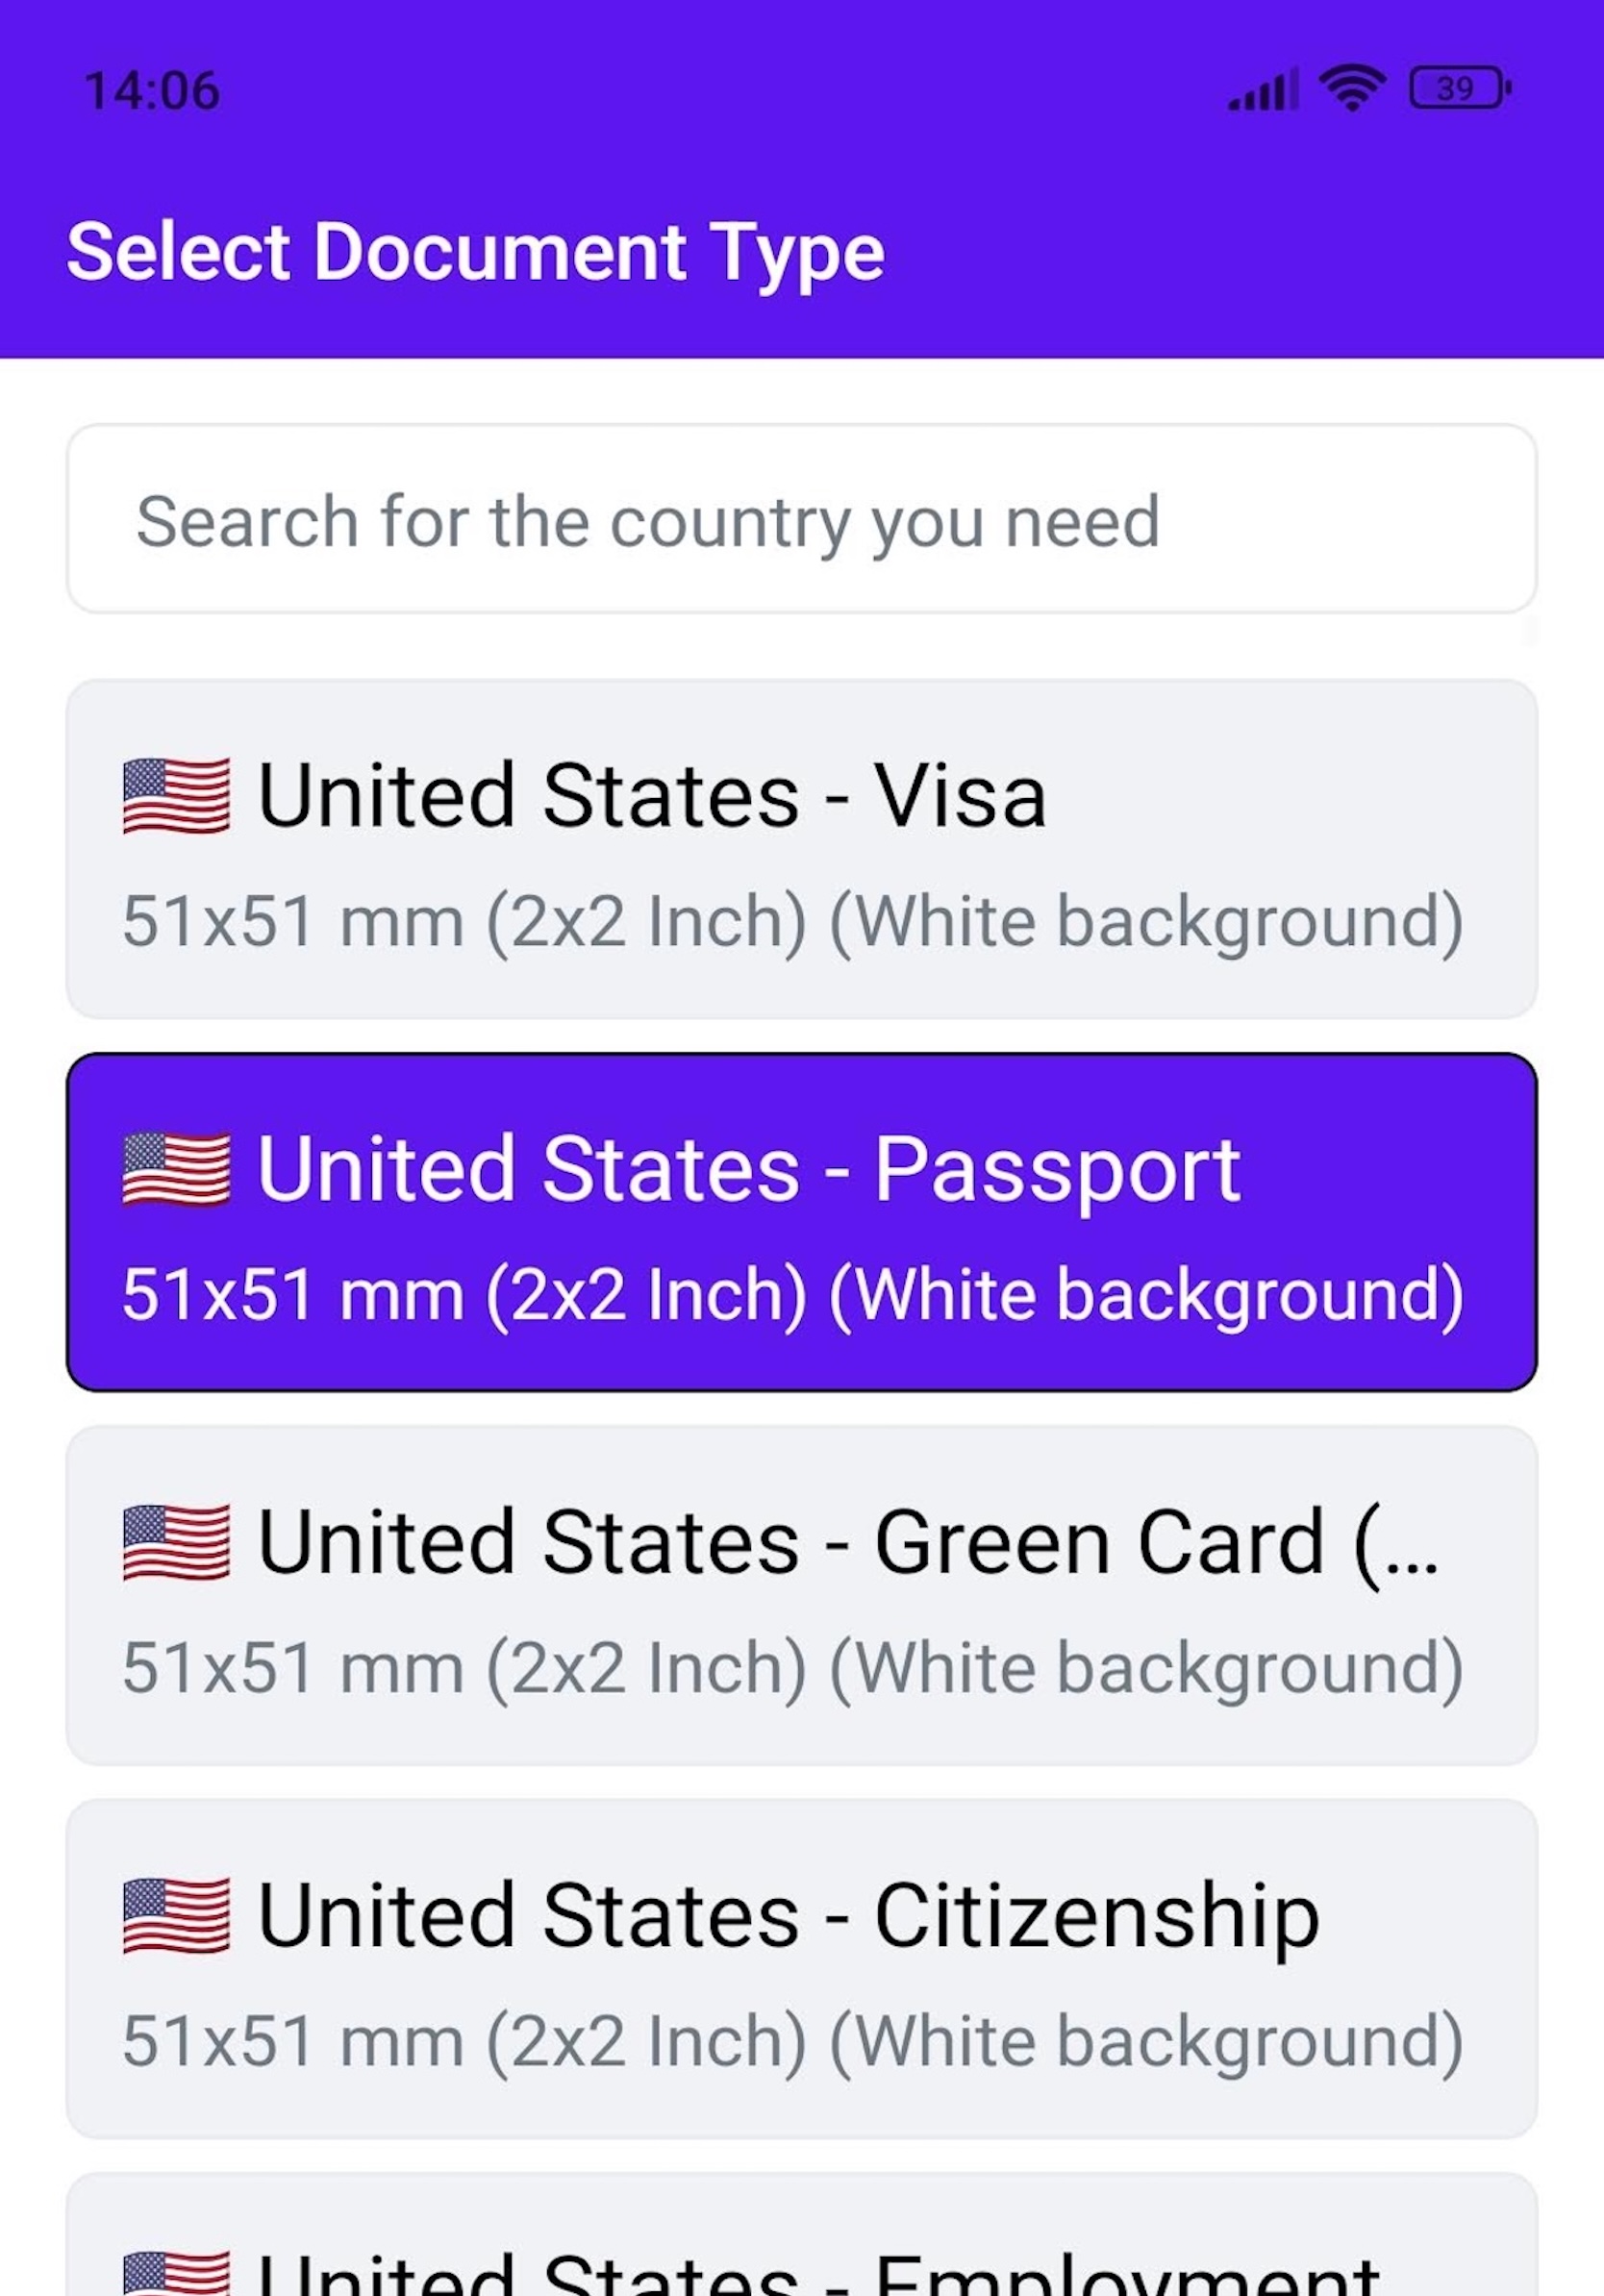 14:06
39
Select Document Type
Search for the country you need
🇺🇸 United States - Visa
51x51 mm (2x2 Inch) (White background)
🇺🇸 United States - Passport
51x51 mm (2x2 Inch) (White background)
🇺🇸 United States - Green Card (...
51x51 mm (2x2 Inch) (White background)
🇺🇸 United States - Citizenship
51x51 mm (2x2 Inch) (White background)
🇺🇸 United States - Employment